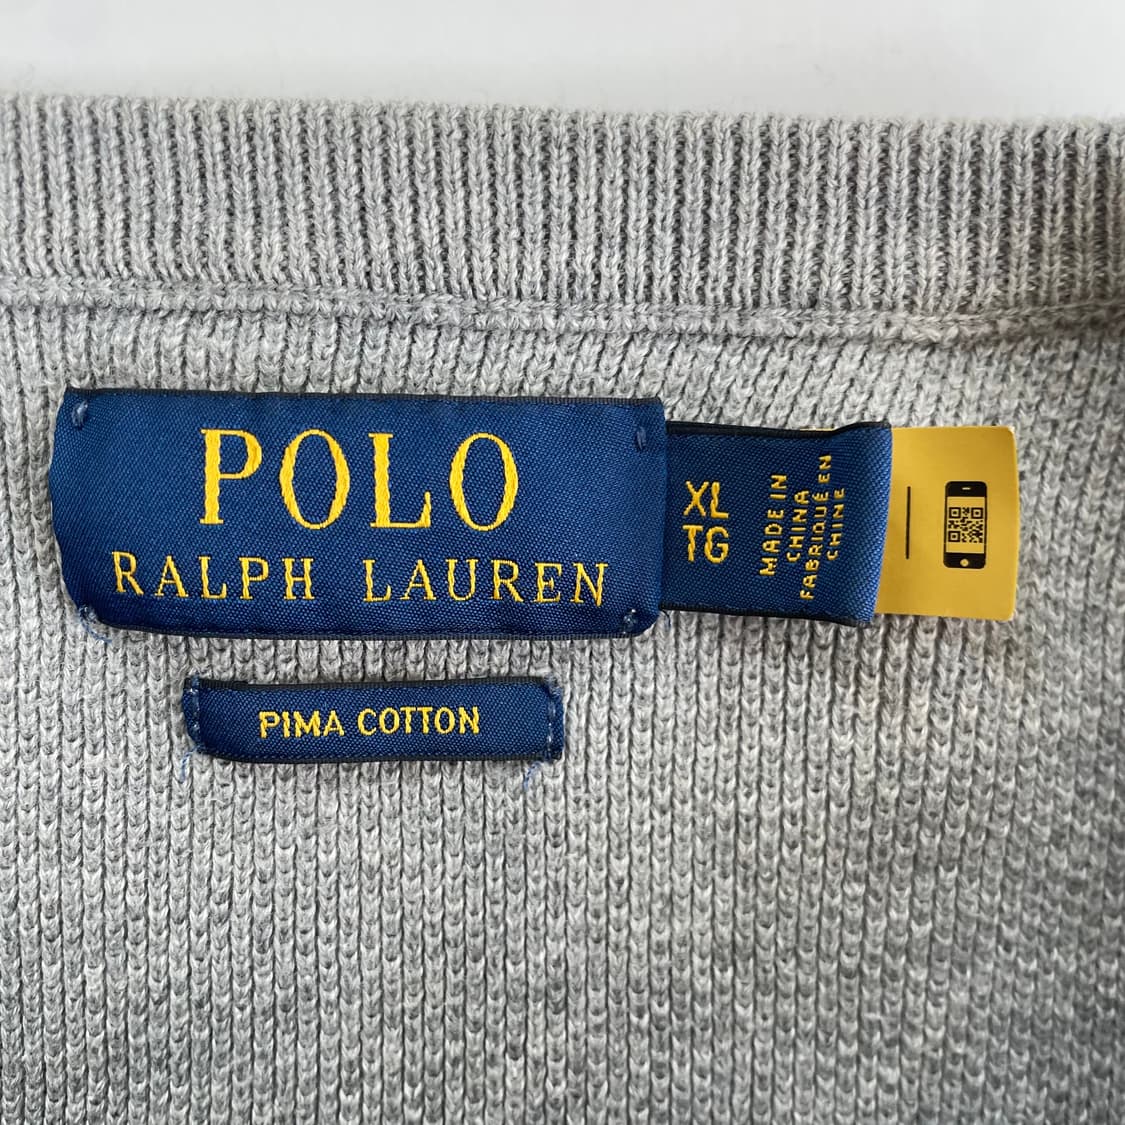 POLO
RALPH LAUREN
XL
TG
MADE IN
CHINA
FABRIQUÉ EN
CHINE
PIMA COTTON